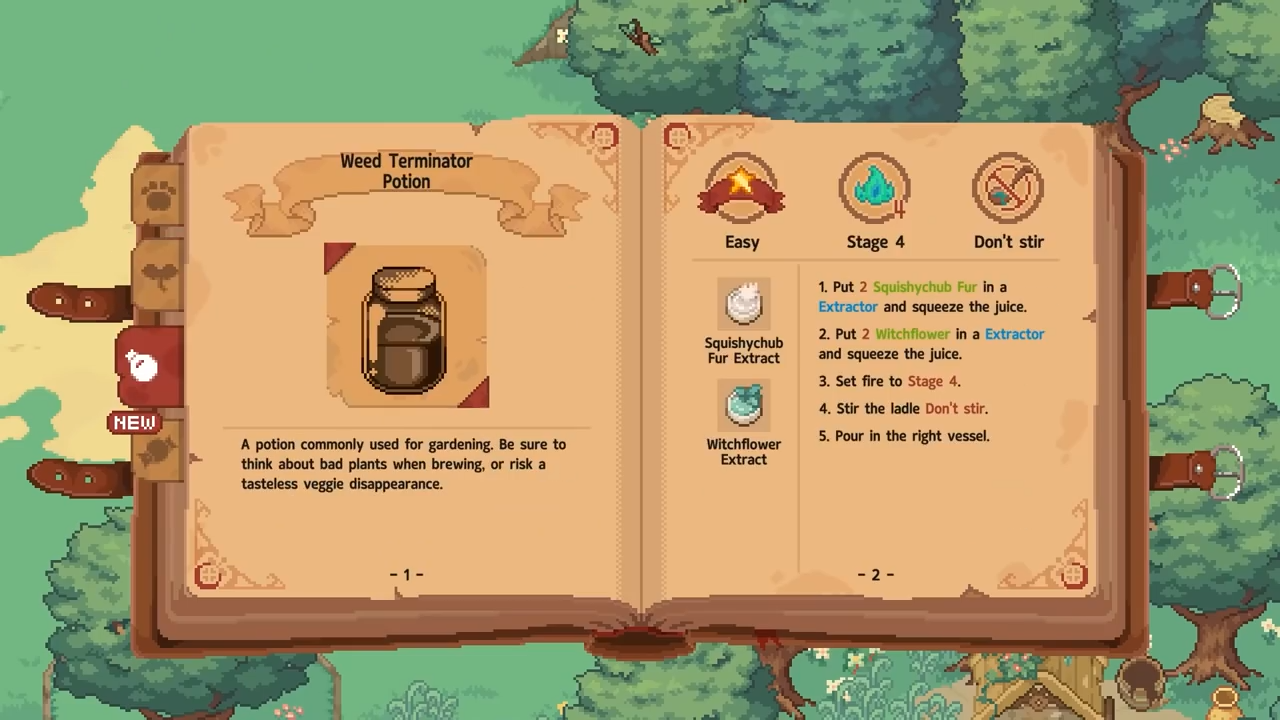 Weed Terminator
Potion
NEW
A potion commonly used for gardening. Be sure to
think about bad plants when brewing, or risk a
tasteless veggie disappearance.
- 1 -
4
Easy
Stage 4
Don't stir
Squishychub
Fur Extract
Witchflower
Extract
1. Put 2 Squishychub Fur in a
Extractor and squeeze the juice.
2. Put 2 Witchflower in a Extractor
and squeeze the juice.
3. Set fire to Stage 4.
4. Stir the ladle Don't stir.
5. Pour in the right vessel.
- 2 -